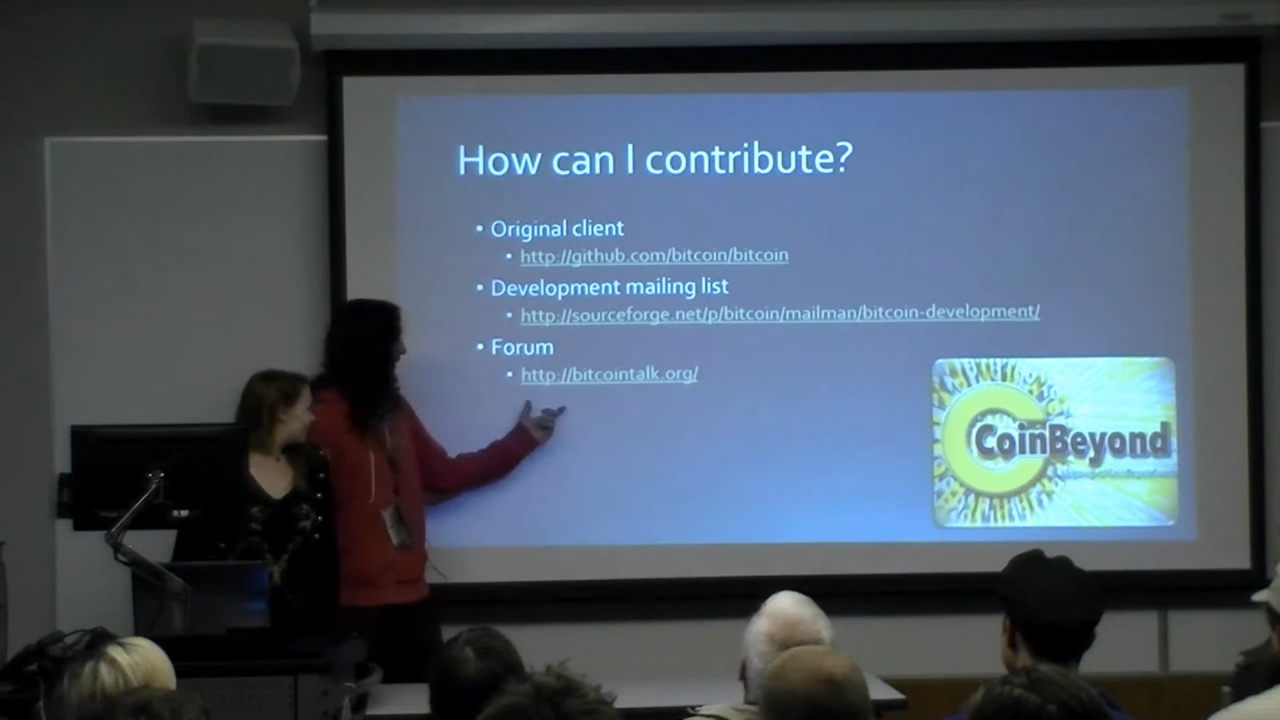 How can I contribute?
• Original client
• http://github.com/bitcoin/bitcoin
• Development mailing list
• http://sourceforge.net/p/bitcoin/mailman/bitcoin-development/
• Forum
• http://bitcointalk.org/
CoinBeyond